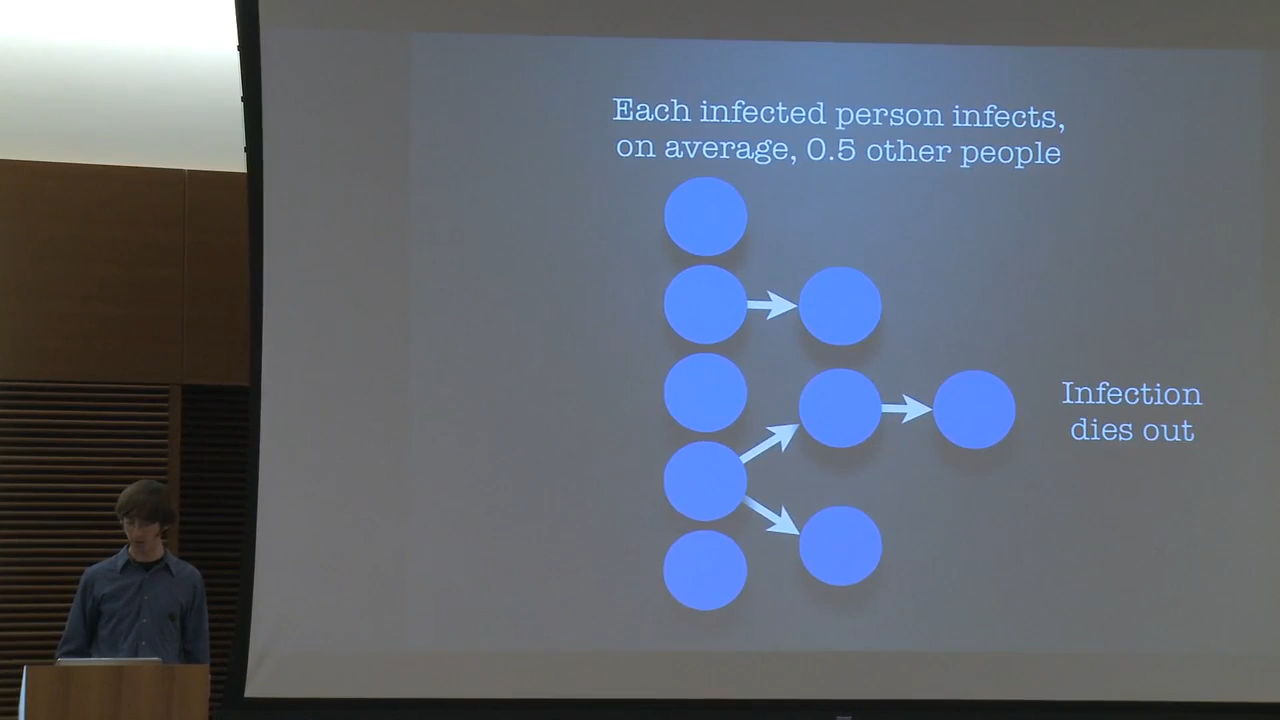 Each infected person infects,
on average, 0.5 other people
Infection
dies out